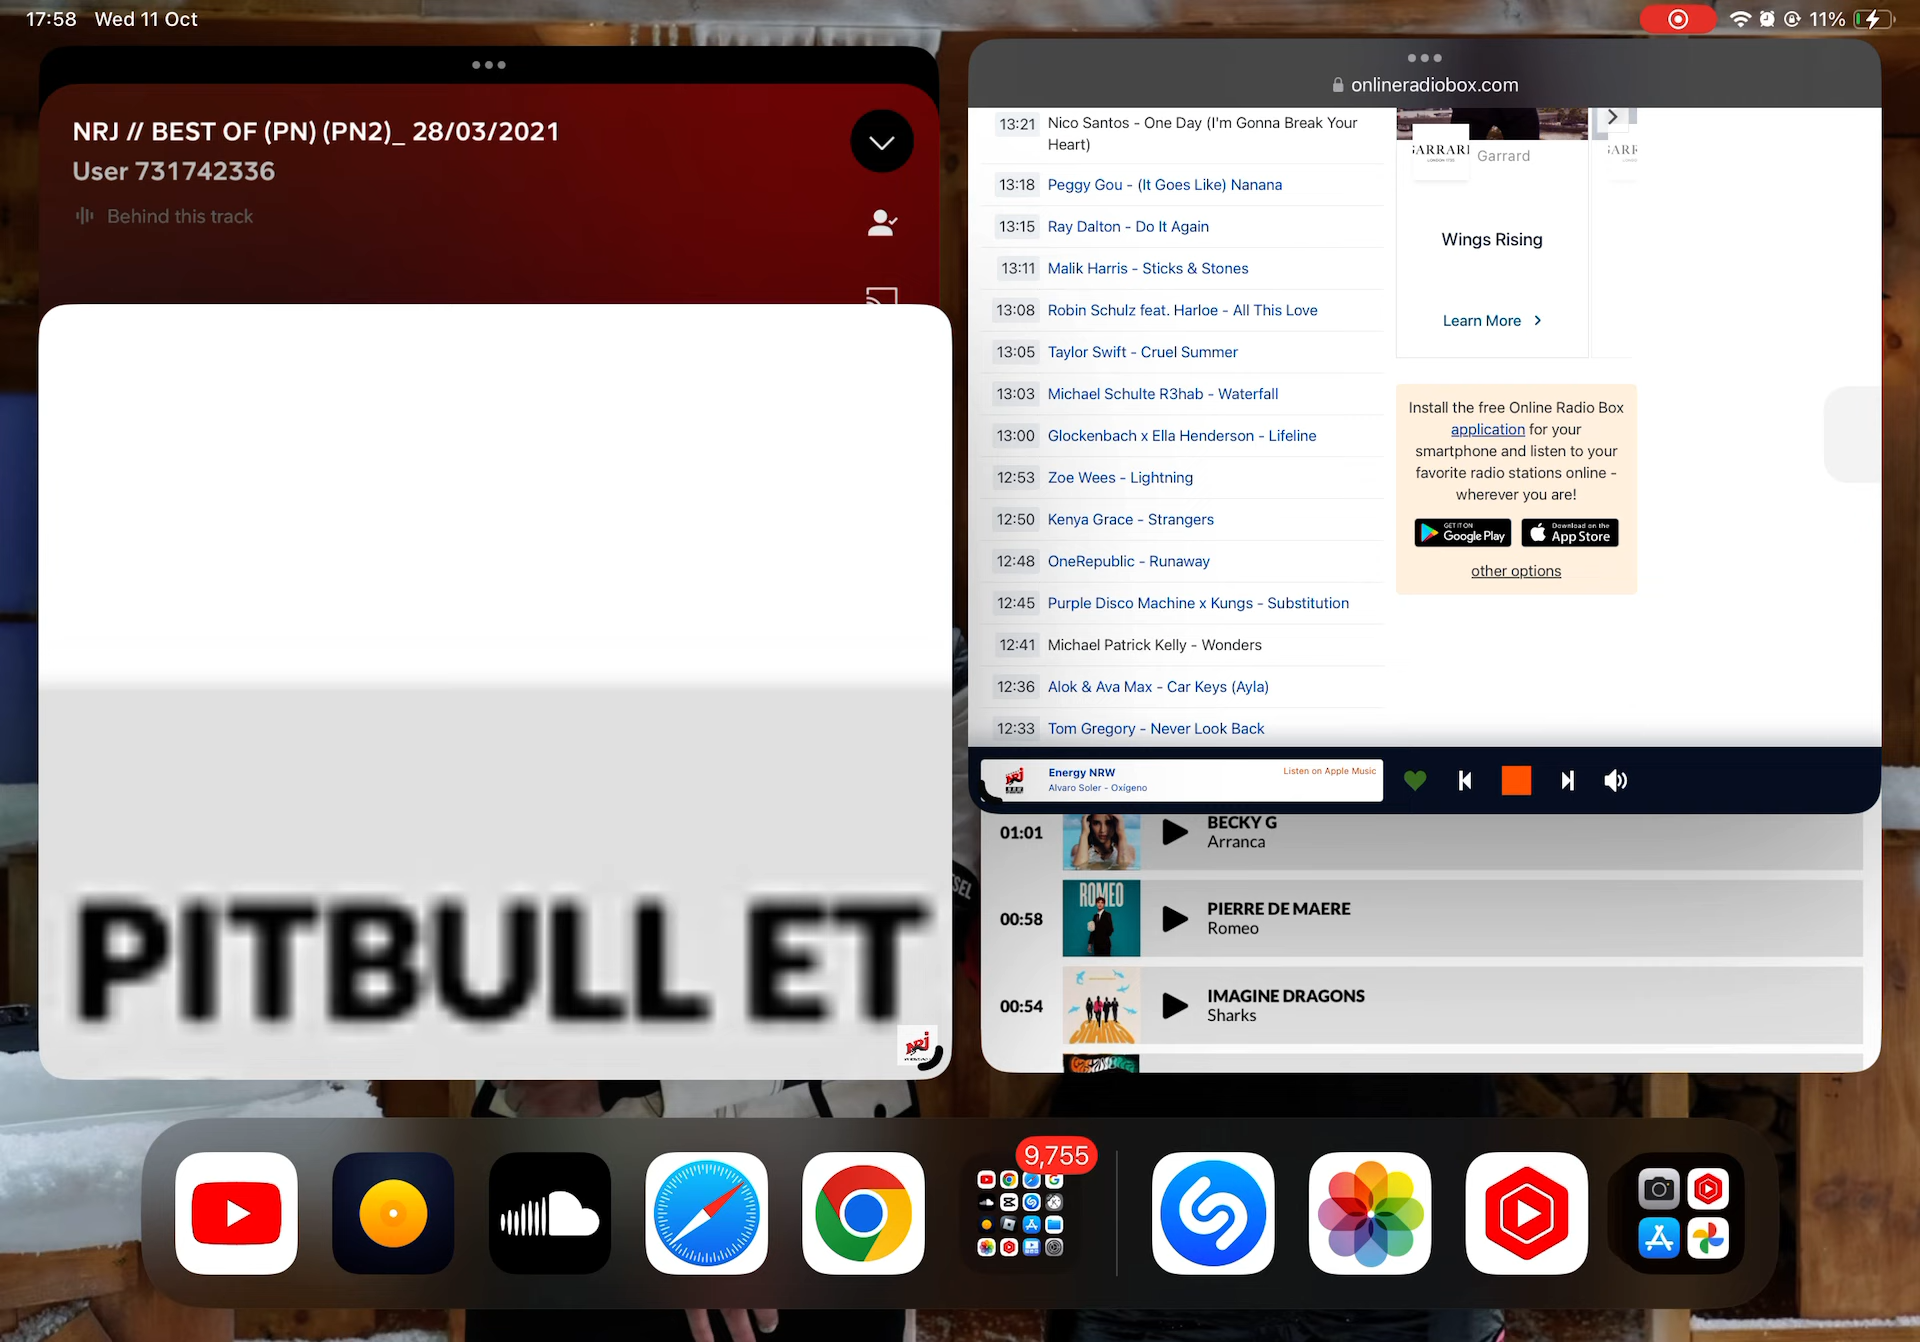 17:58 Wed 11 Oct
11%
NRJ // BEST OF (PN) (PN2)_ 28/03/2021
User 731742336
Behind this track
PITBULL ET
NRJ
onlineradiobox.com
13:21 Nico Santos - One Day (I'm Gonna Break Your
Heart)
13:18 Peggy Gou - (It Goes Like) Nanana
13:15 Ray Dalton - Do It Again
13:11 Malik Harris - Sticks & Stones
13:08 Robin Schulz feat. Harloe - All This Love
13:05 Taylor Swift - Cruel Summer
13:03 Michael Schulte R3hab - Waterfall
13:00 Glockenbach x Ella Henderson - Lifeline
12:53 Zoe Wees - Lightning
12:50 Kenya Grace - Strangers
12:48 OneRepublic - Runaway
12:45 Purple Disco Machine x Kungs - Substitution
12:41 Michael Patrick Kelly - Wonders
12:36 Alok & Ava Max - Car Keys (Ayla)
12:33 Tom Gregory - Never Look Back
GARRARD
Garrard
Wings Rising
Learn More
Install the free Online Radio Box
application for your
smartphone and listen to your
favorite radio stations online -
wherever you are!
GET IT ON
Google Play
Download on the
App Store
other options
NRJ
Energy NRW
Alvaro Soler - Oxígeno
Listen on Apple Music
01:01
BECKY G
Arranca
00:58
ROMEO
PIERRE DE MAERE
Romeo
00:54
IMAGINE DRAGONS
Sharks
9,755